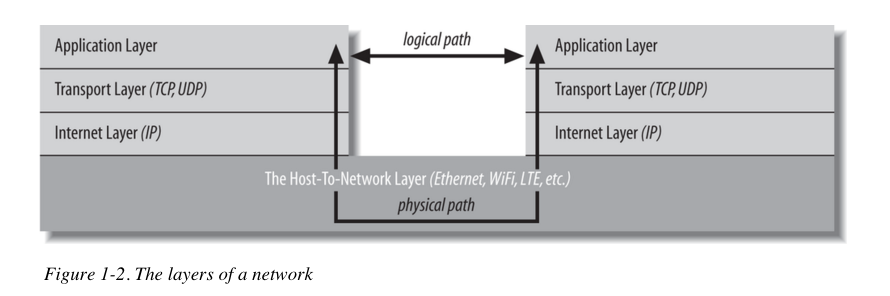 Application Layer
logical path
Application Layer
Transport Layer (TCP, UDP)
Transport Layer (TCP, UDP)
Internet Layer (IP)
Internet Layer (IP)
The Host-To-Network Layer (Ethernet, WiFi, LTE, etc.)
physical path
Figure 1-2. The layers of a network